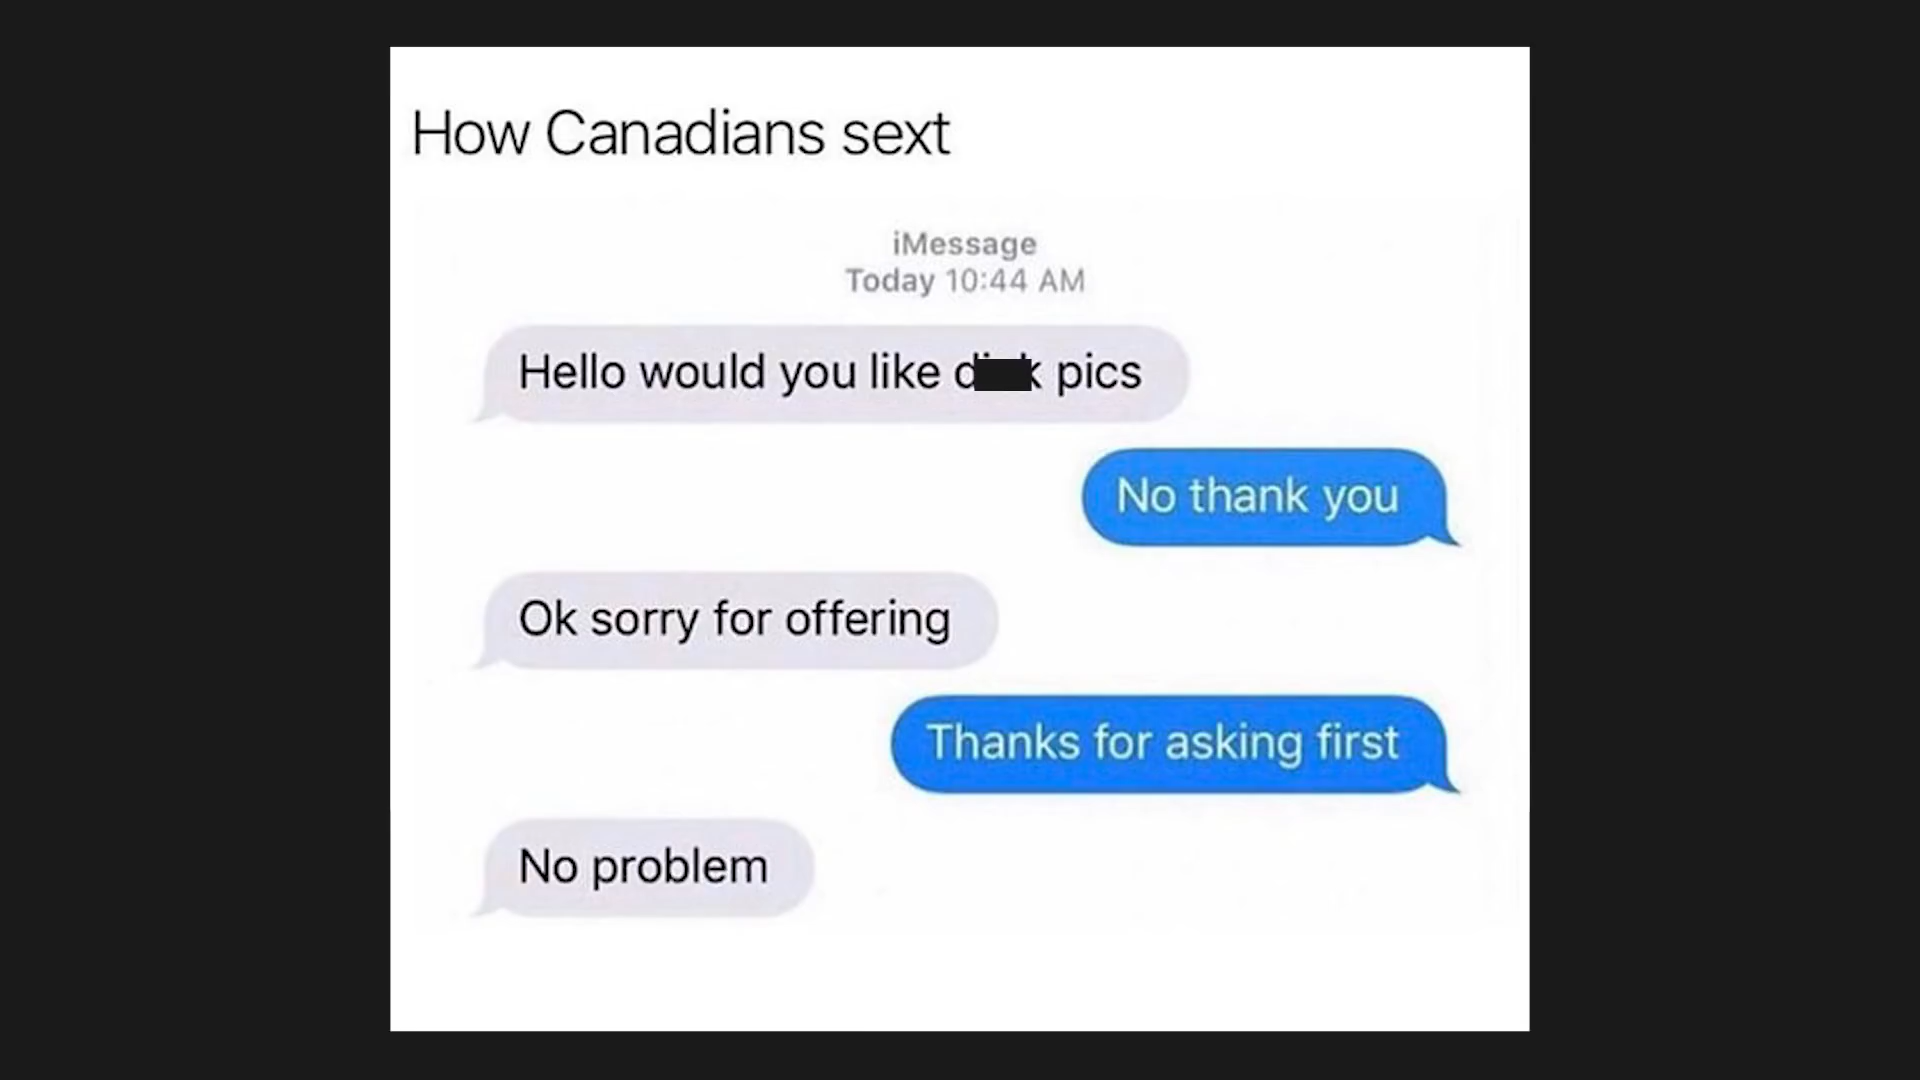 How Canadians sext
iMessage
Today 10:44 AM
Hello would you like pics
No thank you
Ok sorry for offering
Thanks for asking first
No problem